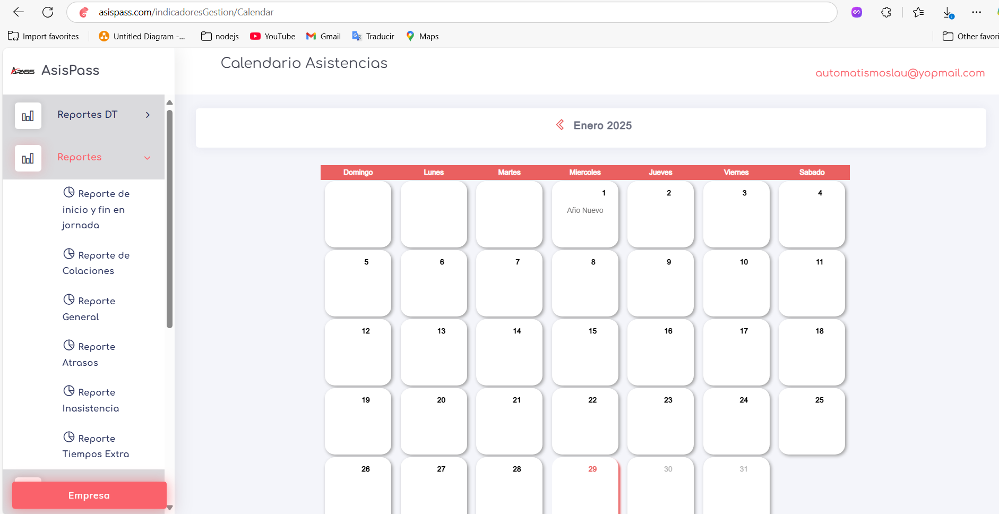 asispass.com/indicadoresGestion/Calendar
Import favorites
Untitled Diagram -...
nodejs
YouTube
Gmail
Traducir
Maps
Other favori
APASS AsisPass
Calendario Asistencias
automatismoslau@yopmail.com
Reportes DT
Reportes
Reporte de
inicio y fin en
jornada
Reporte de
Colaciones
Reporte
General
Reporte
Atrasos
Reporte
Inasistencia
Reporte
Tiempos Extra
Empresa
Enero 2025
Domingo Lunes Martes Miercoles Jueves Viernes Sabado
1 2 3 4
Año Nuevo
5 6 7 8 9 10 11
12 13 14 15 16 17 18
19 20 21 22 23 24 25
26 27 28 29 30 31